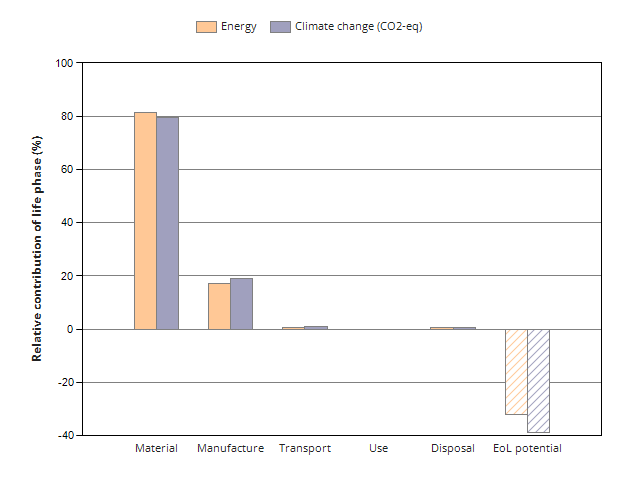 Energy Climate change (CO2-eq)
Relative contribution of life phase (%)
100
80
60
40
20
0
-20
-40
Material Manufacture Transport Use Disposal EoL potential